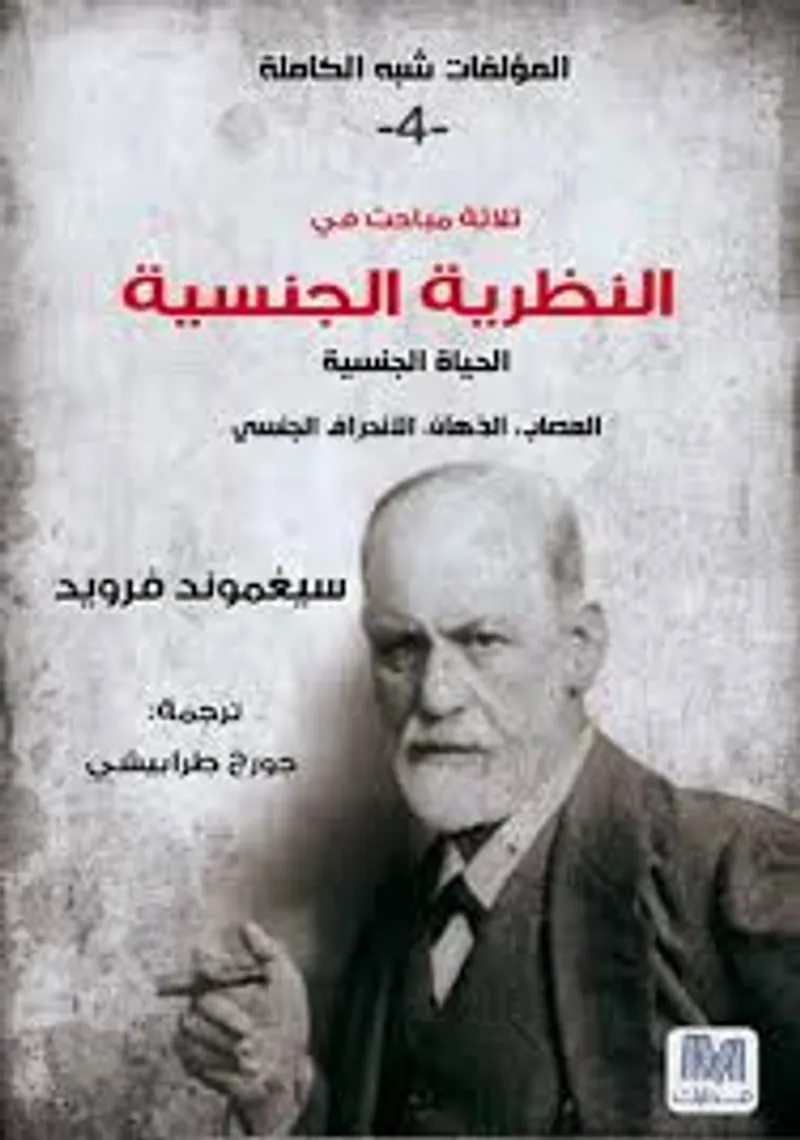 المؤلفات شبه الكاملة
-4-
ثلاثة مباحث في
النظرية الجنسية
الحياة الجنسية
العصاب، الذهان، الانحراف الجنسي
سيغموند فرويد
ترجمة:
جورج طرابيشي
مدارك